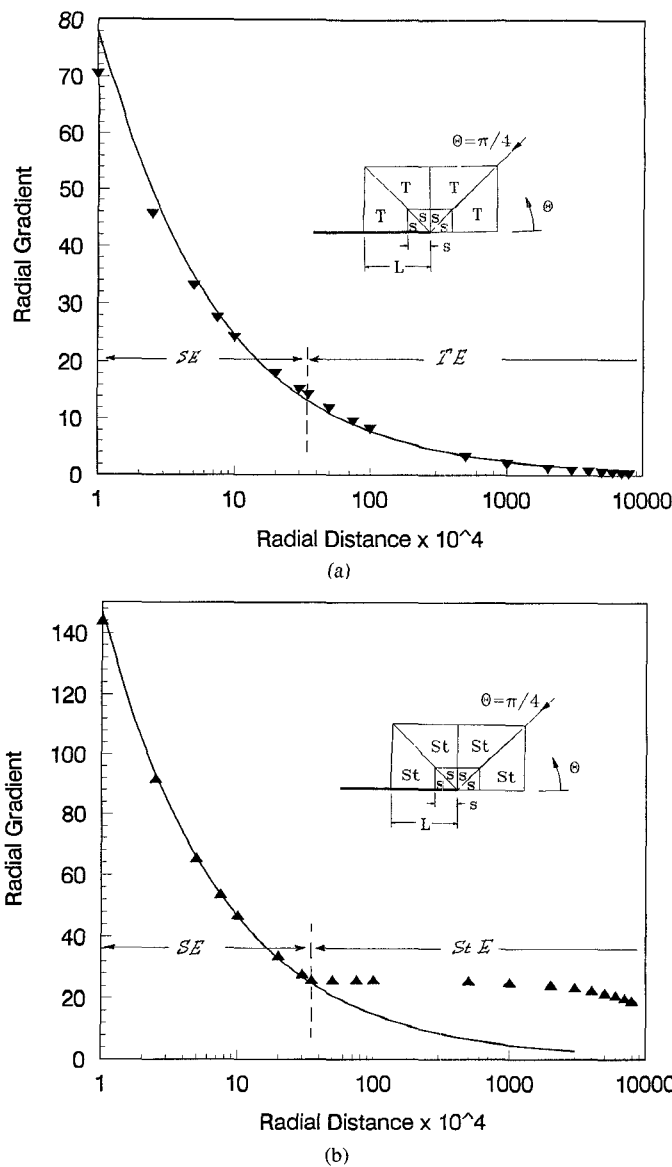 80
70
60
50
40
30
20
10
0
Radial Gradient
Θ=π/4
T T
T s s T
s s
Θ
s
L
SE TE
1 10 100 1000 10000
Radial Distance x 10^4
(a)
140
120
100
80
60
40
20
0
Radial Gradient
Θ=π/4
St St
St s s St
s s
Θ
s
L
SE StE
1 10 100 1000 10000
Radial Distance x 10^4
(b)